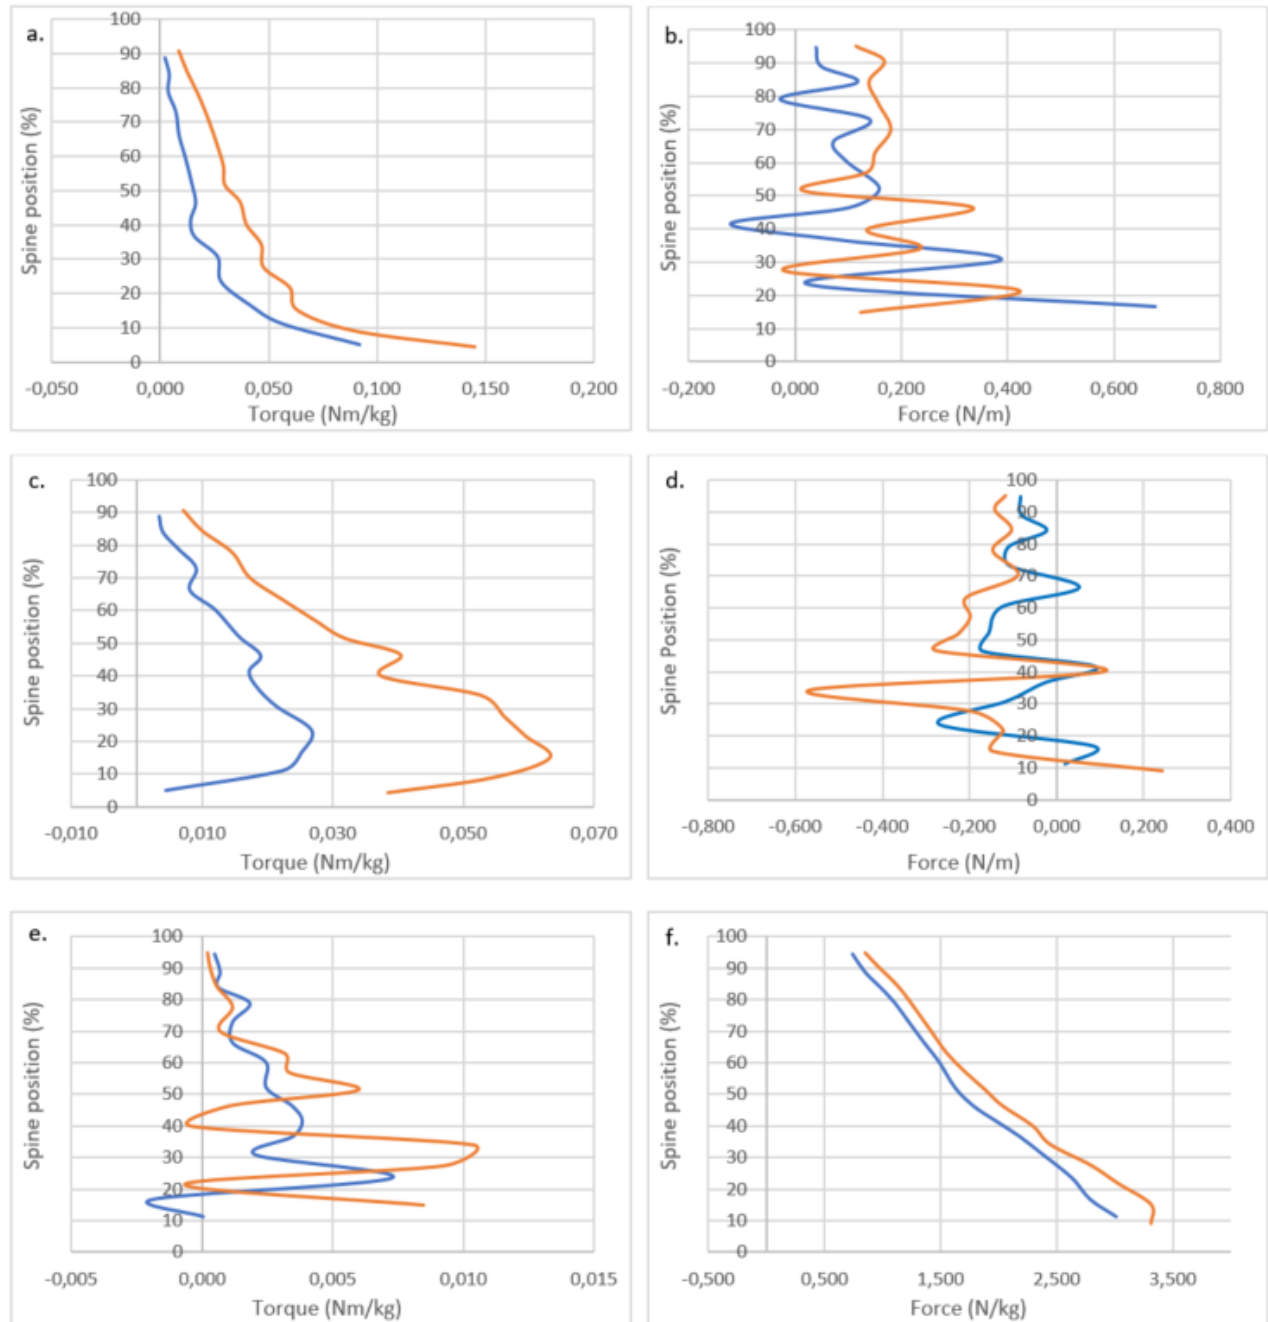 a.
100
90
80
70
60
50
40
30
20
10
0
Spine position (%)
-0,050 0,000 0,050 0,100 0,150 0,200
Torque (Nm/kg)
b.
100
90
80
70
60
50
40
30
20
10
0
Spine position (%)
-0,200 0,000 0,200 0,400 0,600 0,800
Force (N/m)
c.
100
90
80
70
60
50
40
30
20
10
0
Spine position (%)
-0,010 0,010 0,030 0,050 0,070
Torque (Nm/kg)
d.
100
90
80
70
60
50
40
30
20
10
0
Spine Position (%)
-0,800 -0,600 -0,400 -0,200 0,000 0,200 0,400
Force (N/m)
e.
100
90
80
70
60
50
40
30
20
10
0
Spine position (%)
-0,005 0,000 0,005 0,010 0,015
Torque (Nm/kg)
f.
100
90
80
70
60
50
40
30
20
10
0
Spine position (%)
-0,500 0,500 1,500 2,500 3,500
Force (N/kg)